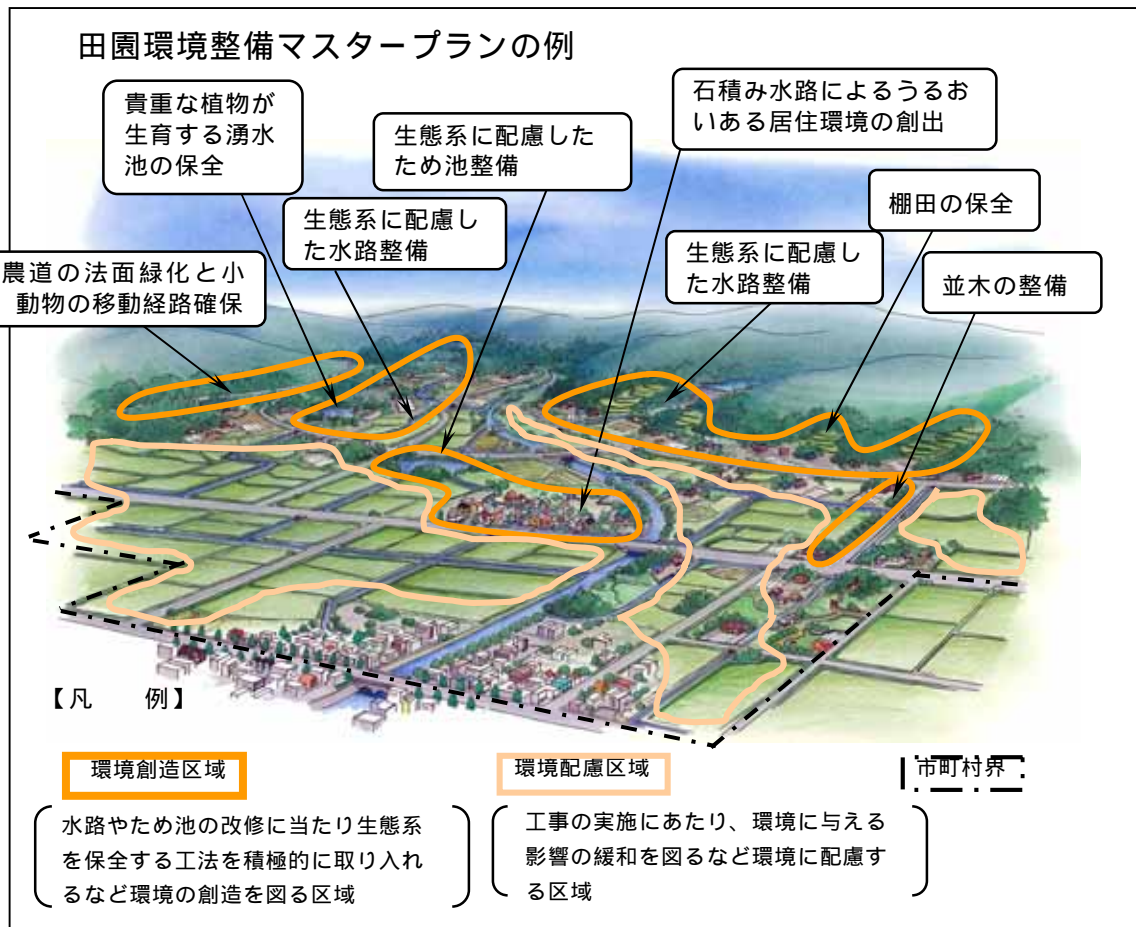 田園環境整備マスタープランの例
貴重な植物が
生育する湧水
池の保全
生態系に配慮した
ため池整備
石積み水路によるうるお
いある居住環境の創出
生態系に配慮し
た水路整備
棚田の保全
生態系に配慮し
た水路整備
並木の整備
農道の法面緑化と小
動物の移動経路確保
【凡　例】
環境創造区域
環境配慮区域
市町村界
水路やため池の改修に当たり生態系
を保全する工法を積極的に取り入れ
るなど環境の創造を図る区域
工事の実施にあたり、環境に与える
影響の緩和を図るなど環境に配慮す
る区域